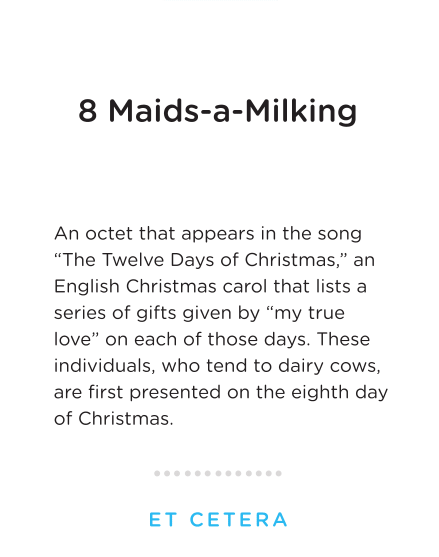 8 Maids-a-Milking
An octet that appears in the song
“The Twelve Days of Christmas,” an
English Christmas carol that lists a
series of gifts given by “my true
love” on each of those days. These
individuals, who tend to dairy cows,
are first presented on the eighth day
of Christmas.
ET CETERA